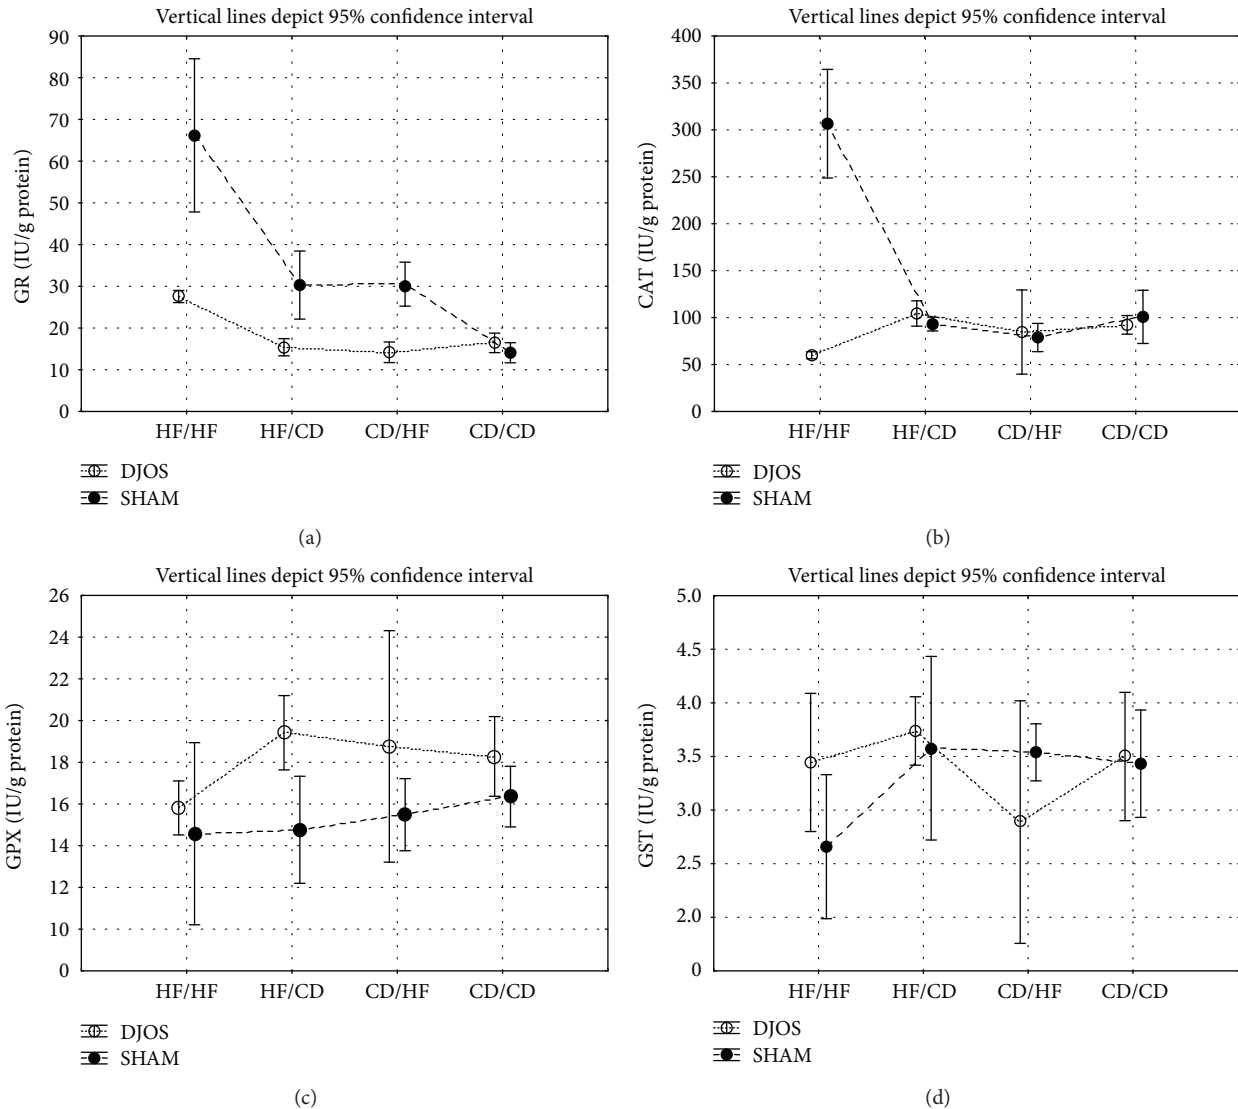 Vertical lines depict 95% confidence interval
GR (IU/g protein)
90
80
70
60
50
40
30
20
10
0
HF/HF HF/CD CD/HF CD/CD
DJOS
SHAM
(a)
Vertical lines depict 95% confidence interval
CAT (IU/g protein)
400
350
300
250
200
150
100
50
0
HF/HF HF/CD CD/HF CD/CD
DJOS
SHAM
(b)
Vertical lines depict 95% confidence interval
GPX (IU/g protein)
26
24
22
20
18
16
14
12
10
0
HF/HF HF/CD CD/HF CD/CD
DJOS
SHAM
(c)
Vertical lines depict 95% confidence interval
GST (IU/g protein)
5.0
4.5
4.0
3.5
3.0
2.5
2.0
0
HF/HF HF/CD CD/HF CD/CD
DJOS
SHAM
(d)